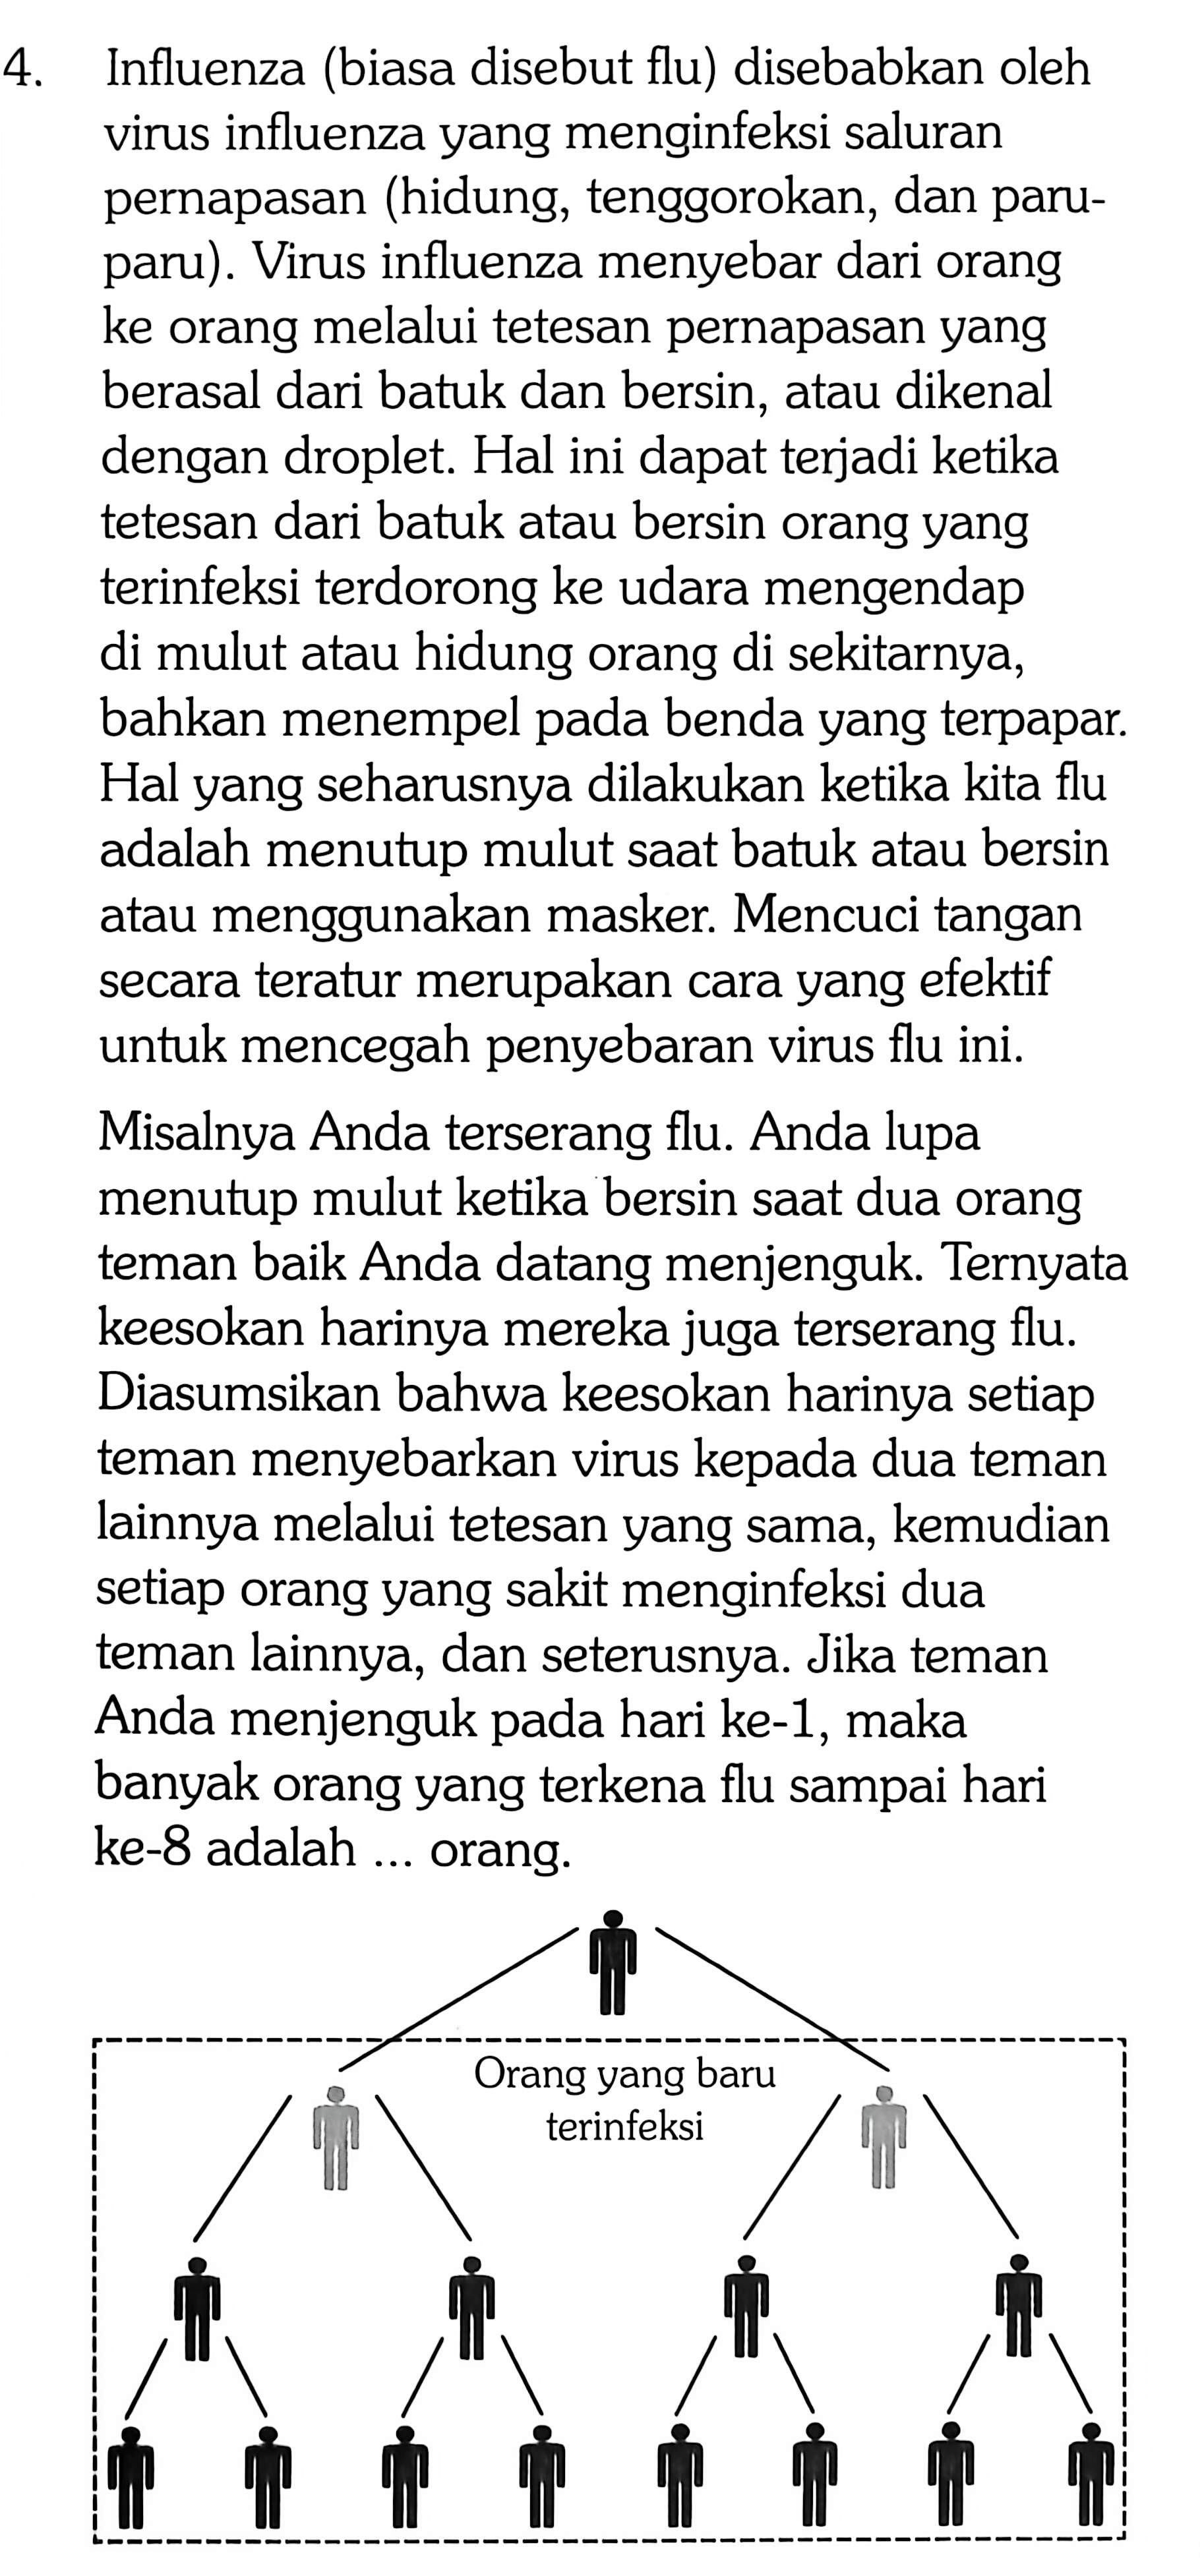 4. Influenza (biasa disebut flu) disebabkan oleh
virus influenza yang menginfeksi saluran
pernapasan (hidung, tenggorokan, dan paru-
paru). Virus influenza menyebar dari orang
ke orang melalui tetesan pernapasan yang
berasal dari batuk dan bersin, atau dikenal
dengan droplet. Hal ini dapat terjadi ketika
tetesan dari batuk atau bersin orang yang
terinfeksi terdorong ke udara mengendap
di mulut atau hidung orang di sekitarnya,
bahkan menempel pada benda yang terpapar.
Hal yang seharusnya dilakukan ketika kita flu
adalah menutup mulut saat batuk atau bersin
atau menggunakan masker. Mencuci tangan
secara teratur merupakan cara yang efektif
untuk mencegah penyebaran virus flu ini.
Misalnya Anda terserang flu. Anda lupa
menutup mulut ketika bersin saat dua orang
teman baik Anda datang menjenguk. Ternyata
keesokan harinya mereka juga terserang flu.
Diasumsikan bahwa keesokan harinya setiap
teman menyebarkan virus kepada dua teman
lainnya melalui tetesan yang sama, kemudian
setiap orang yang sakit menginfeksi dua
teman lainnya, dan seterusnya. Jika teman
Anda menjenguk pada hari ke-1, maka
banyak orang yang terkena flu sampai hari
ke-8 adalah ... orang.
Orang yang baru
terinfeksi